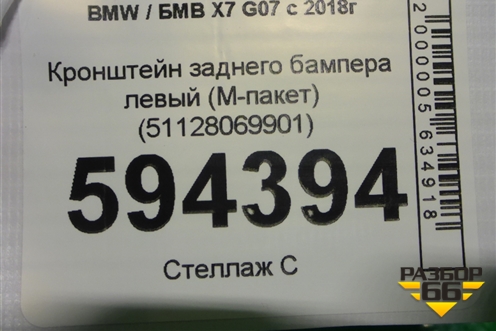 BMW / БМВ X7 G07 с 2018г
Кронштейн заднего бампера
левый (М-пакет)
(51128069901)
594394
Стеллаж С
2000005634918
РАЗБОР
66